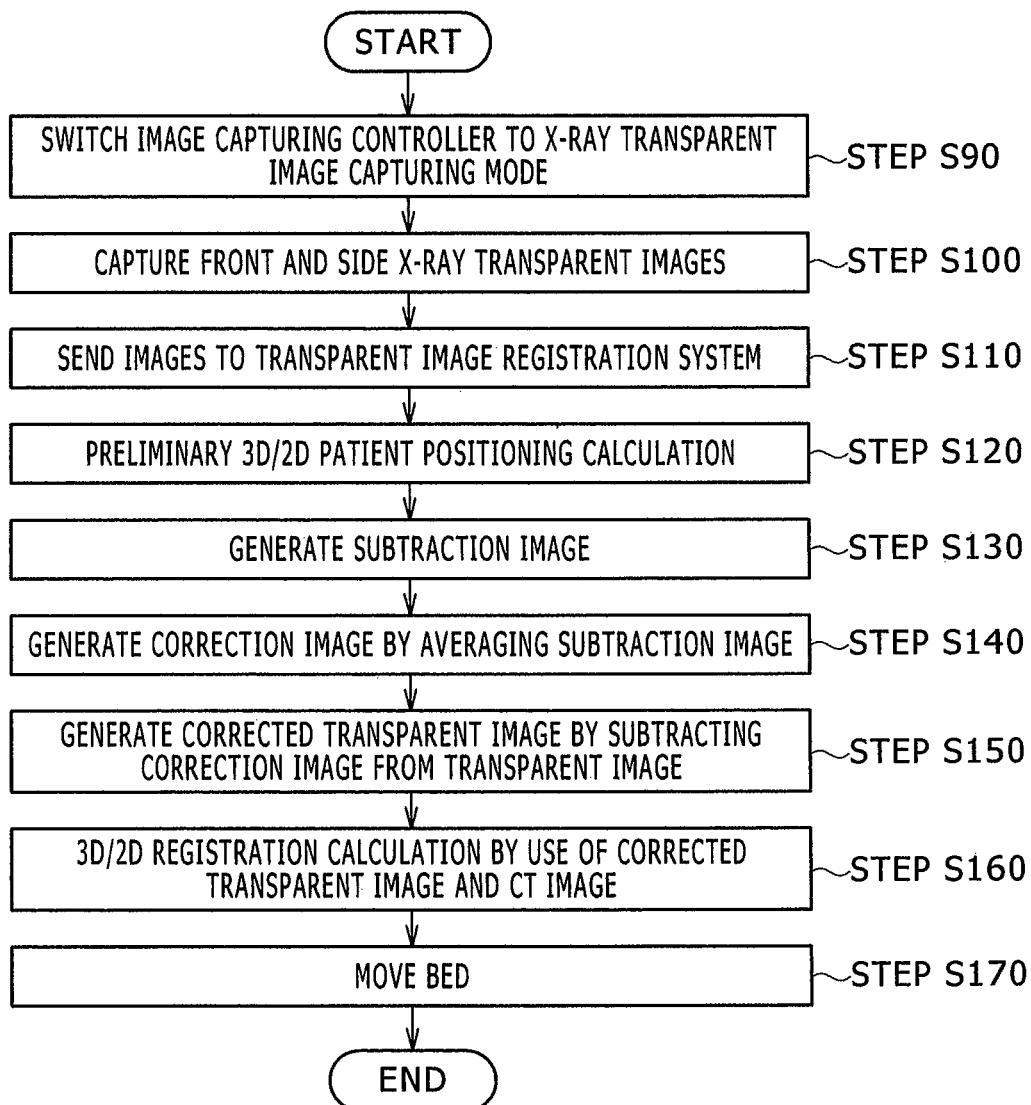 START
SWITCH IMAGE CAPTURING CONTROLLER TO X-RAY TRANSPARENT
IMAGE CAPTURING MODE
STEP S90
CAPTURE FRONT AND SIDE X-RAY TRANSPARENT IMAGES
STEP S100
SEND IMAGES TO TRANSPARENT IMAGE REGISTRATION SYSTEM
STEP S110
PRELIMINARY 3D/2D PATIENT POSITIONING CALCULATION
STEP S120
GENERATE SUBTRACTION IMAGE
STEP S130
GENERATE CORRECTION IMAGE BY AVERAGING SUBTRACTION IMAGE
STEP S140
GENERATE CORRECTED TRANSPARENT IMAGE BY SUBTRACTING
CORRECTION IMAGE FROM TRANSPARENT IMAGE
STEP S150
3D/2D REGISTRATION CALCULATION BY USE OF CORRECTED
TRANSPARENT IMAGE AND CT IMAGE
STEP S160
MOVE BED
STEP S170
END